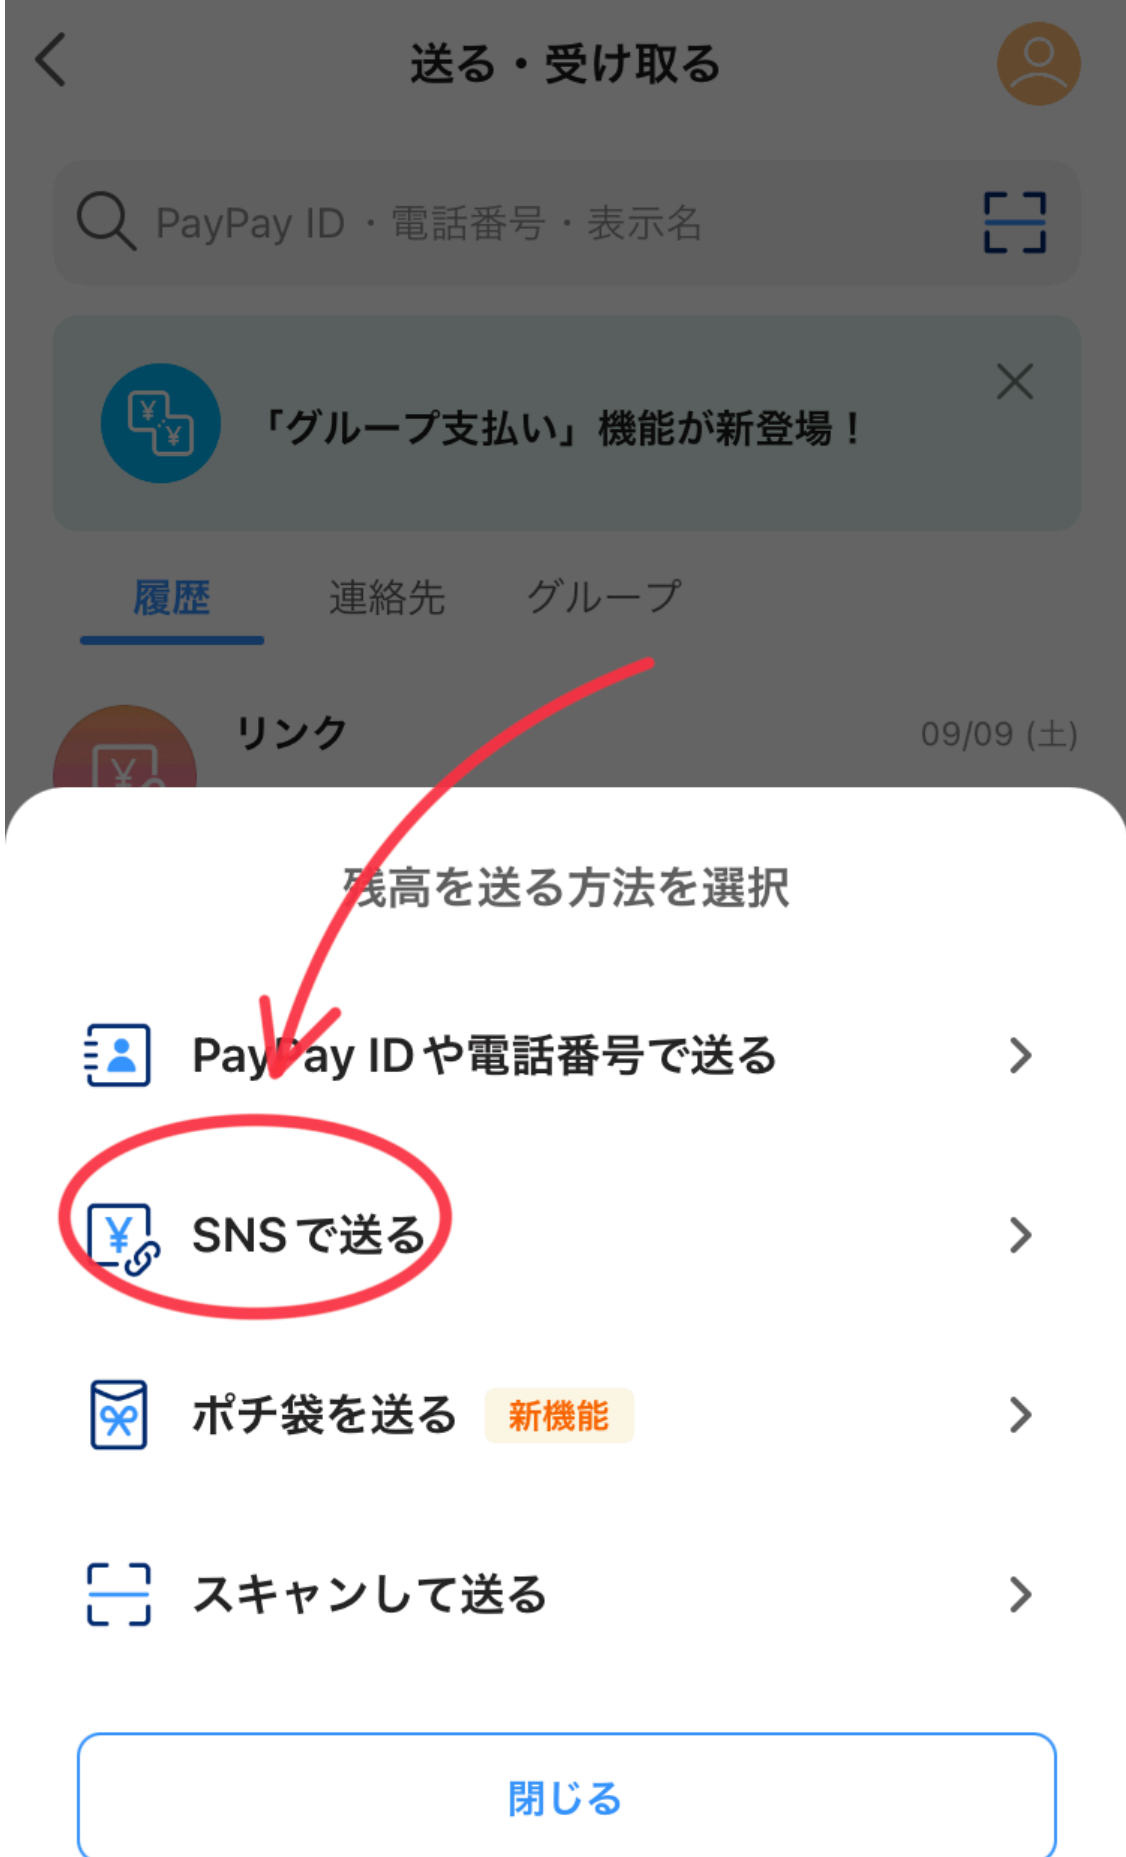 送る・受け取る
PayPay ID・電話番号・表示名
「グループ支払い」機能が新登場！
履歴 連絡先 グループ
リンク 09/09 (土)
残高を送る方法を選択
PayPay IDや電話番号で送る
SNSで送る
ポチ袋を送る 新機能
スキャンして送る
閉じる